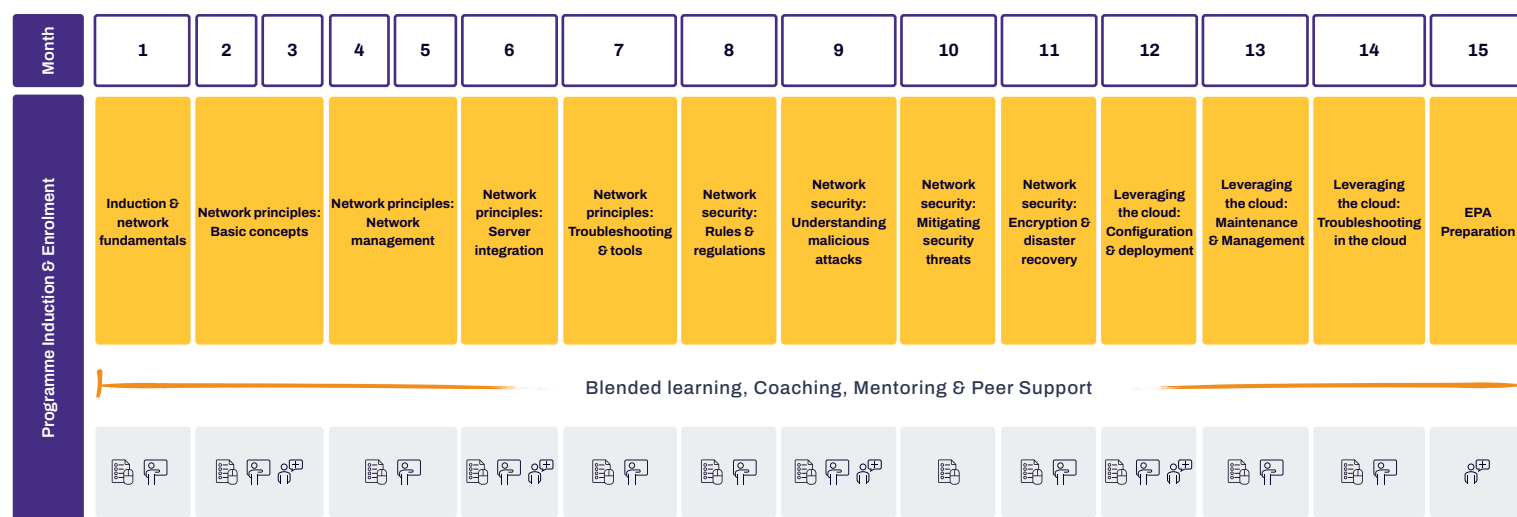 Month
1
2
3
4
5
6
7
8
9
10
11
12
13
14
15
Programme Induction & Enrolment
Induction &
network
fundamentals
Network principles:
Basic concepts
Network principles:
Network
management
Network
principles:
Server
integration
Network
principles:
Troubleshooting
& tools
Network
security:
Rules &
regulations
Network
security:
Understanding
malicious
attacks
Network
security:
Mitigating
security
threats
Network
security:
Encryption &
disaster
recovery
Leveraging
the cloud:
Configuration
& deployment
Leveraging
the cloud:
Maintenance
& Management
Leveraging
the cloud:
Troubleshooting
in the cloud
EPA
Preparation
Blended learning, Coaching, Mentoring & Peer Support